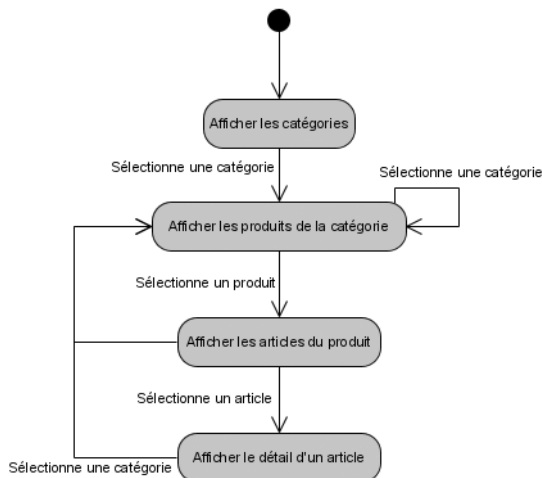 Afficher les catégories
Sélectionne une catégorie
Sélectionne une catégorie
Afficher les produits de la catégorie
Sélectionne un produit
Afficher les articles du produit
Sélectionne un article
Afficher le détail d'un article
Sélectionne une catégorie